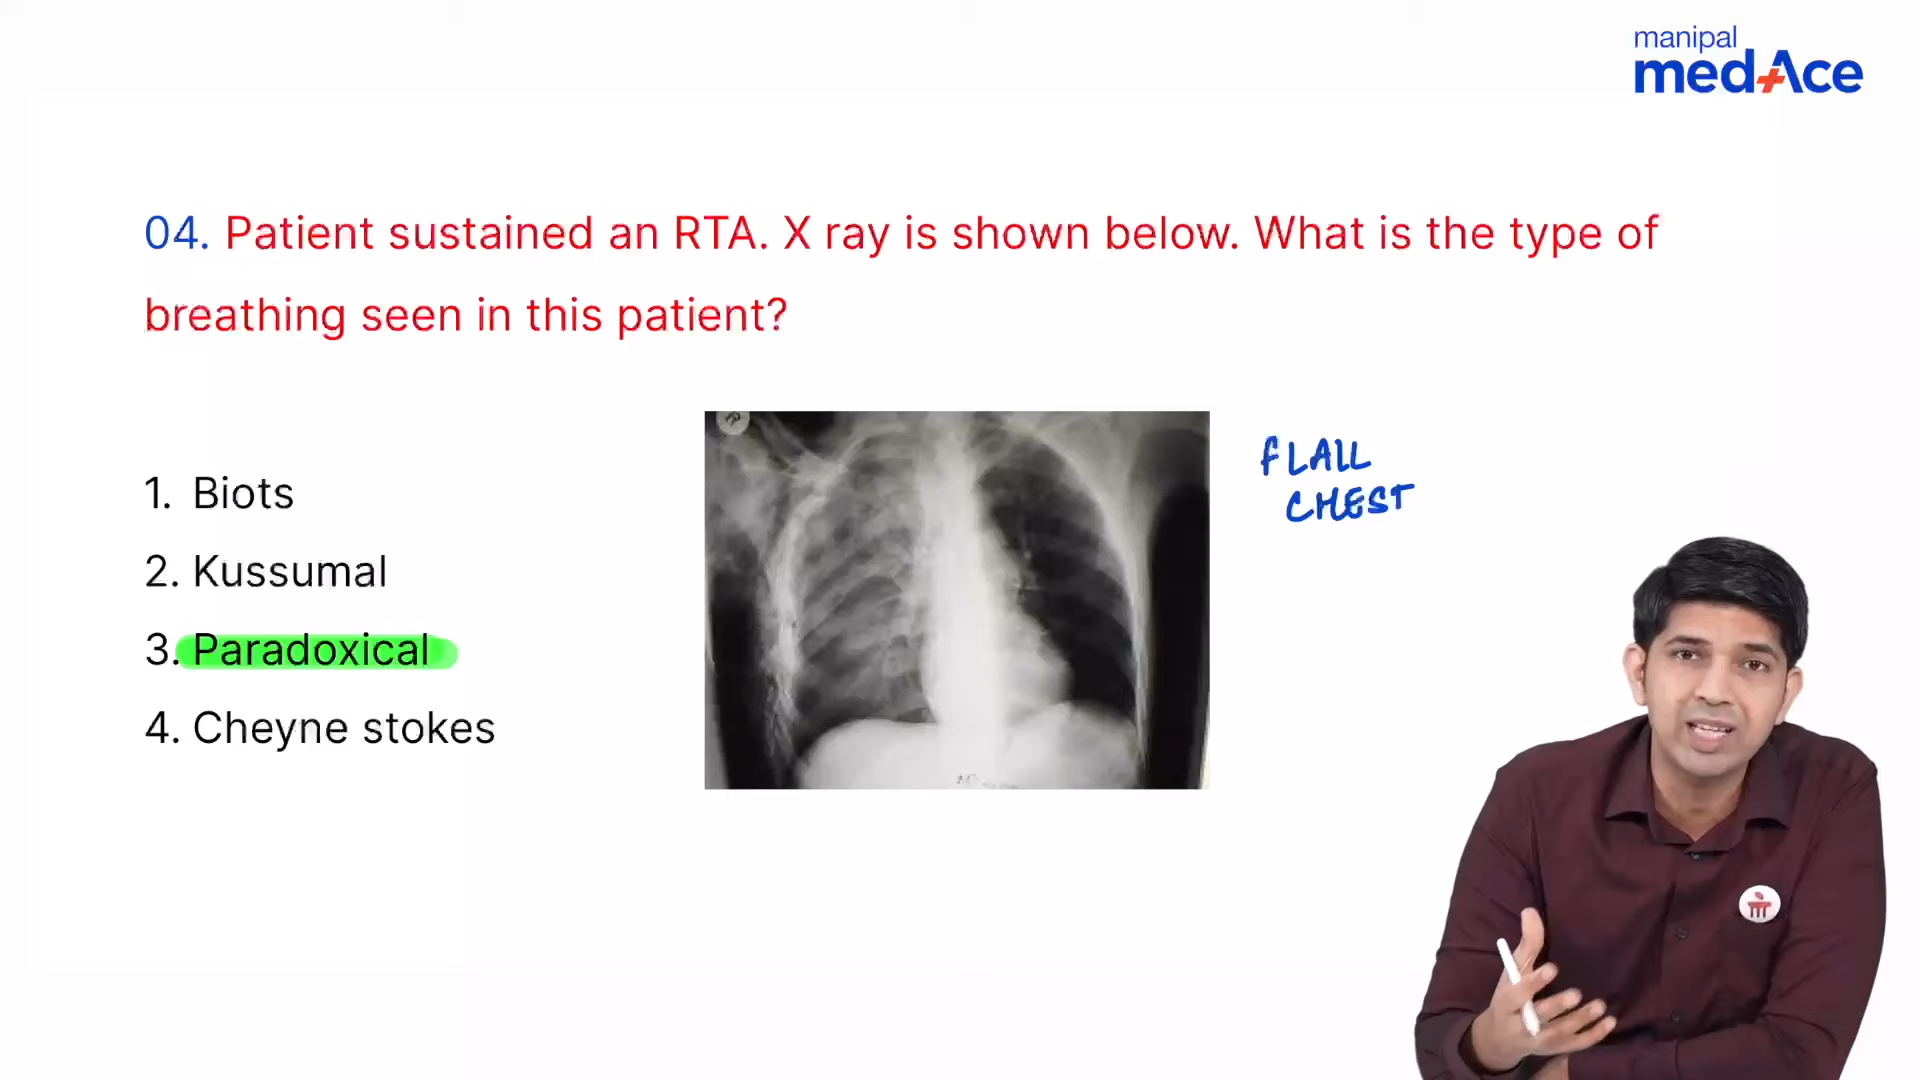 manipal
medAce
04. Patient sustained an RTA. X ray is shown below. What is the type of
breathing seen in this patient?
1. Biots
2. Kussumal
3. Paradoxical
4. Cheyne stokes
FLAIL
CHEST